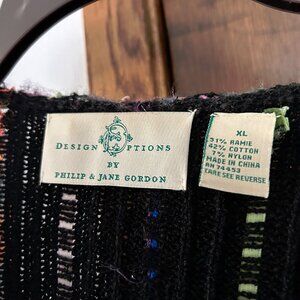 DESIGN OPTIONS
BY
PHILIP & JANE GORDON
XL
51% RAMIE
42% COTTON
7% NYLON
MADE IN CHINA
RN 74453
CARE SEE REVERSE